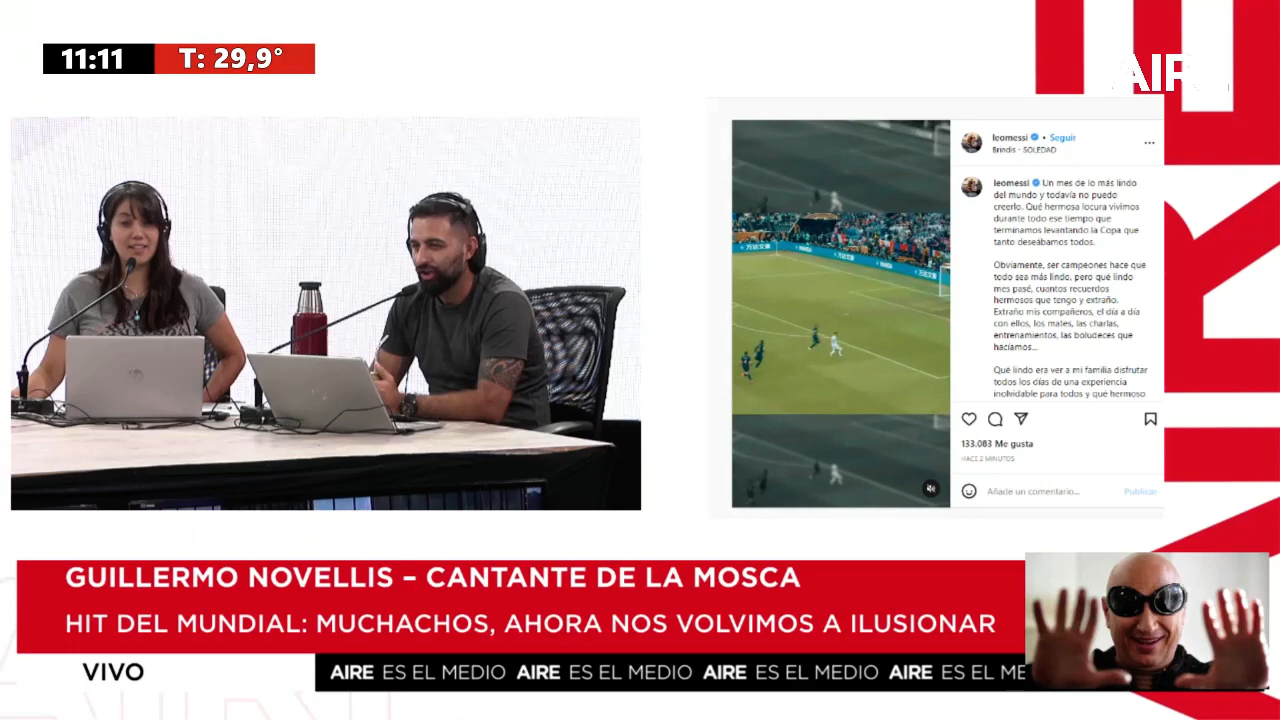 11:11
T: 29,9°
AIRE
leomessi • Seguir
Brindis - SOLEDAD
leomessi Un mes de lo más lindo
del mundo y todavía no puedo
creerlo. Qué hermosa locura vivimos
durante todo ese tiempo que
terminamos levantando la Copa que
tanto deseábamos todos.
Obviamente, ser campeones hace que
todo sea más lindo, pero qué lindo
mes pasé, cuantos recuerdos
hermosos que tengo y extraño.
Extraño mis compañeros, el día a día
con ellos, los mates, las charlas,
entrenamientos, las boludeces que
hacíamos...
Qué lindo era ver a mi familia disfrutar
todos los días de una experiencia
inolvidable para todos y qué hermoso
133.083 Me gusta
HACE 2 MINUTOS
Añade un comentario...
Publicar
GUILLERMO NOVELLIS – CANTANTE DE LA MOSCA
HIT DEL MUNDIAL: MUCHACHOS, AHORA NOS VOLVIMOS A ILUSIONAR
VIVO
AIRE ES EL MEDIO AIRE ES EL MEDIO AIRE ES EL MEDIO AIRE ES EL ME